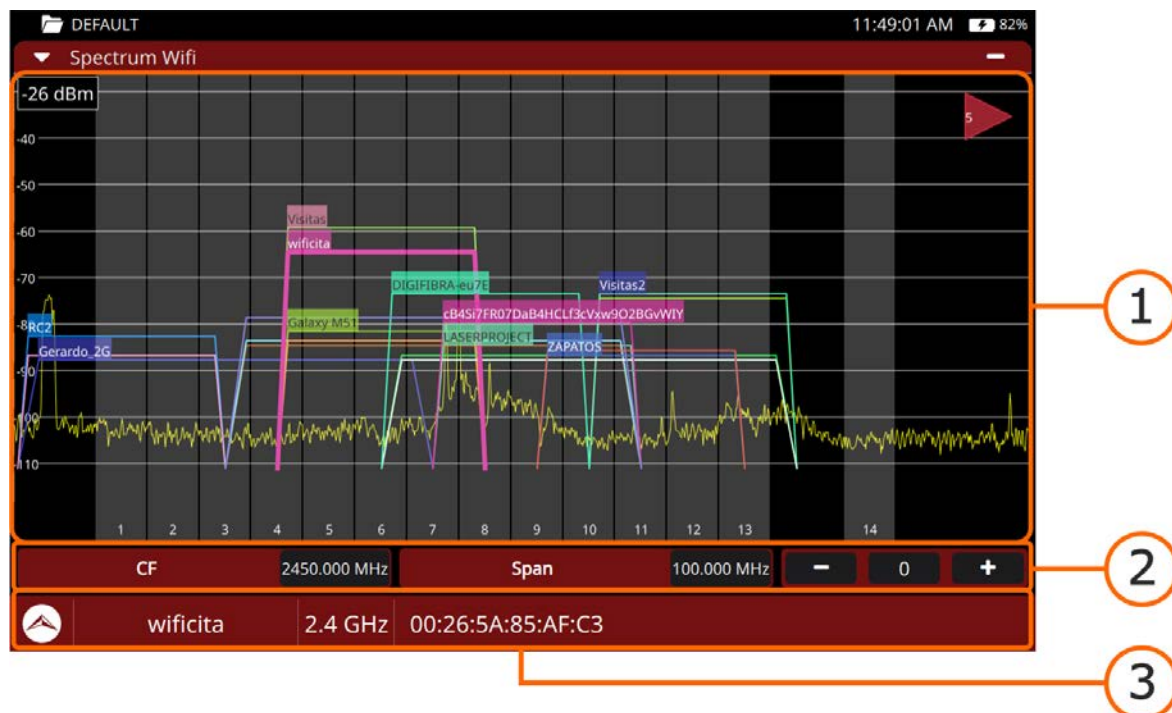 DEFAULT 11:49:01 AM 82%
Spectrum Wifi
-26 dBm
5
-40
-50
Visitas
-60
wificita
-70
DIGIFIBRA-eu7E Visitas2
cB4Si7FR07DaB4HCLf3cVxw9O2BGvWlY
-80
RC2 Galaxy M51
LASERPROJECT
Gerardo_2G ZAPATOS
-90
-100
-110
1 2 3 4 5 6 7 8 9 10 11 12 13 14
CF 2450.000 MHz Span 100.000 MHz - 0 +
wificita 2.4 GHz 00:26:5A:85:AF:C3
1
2
3